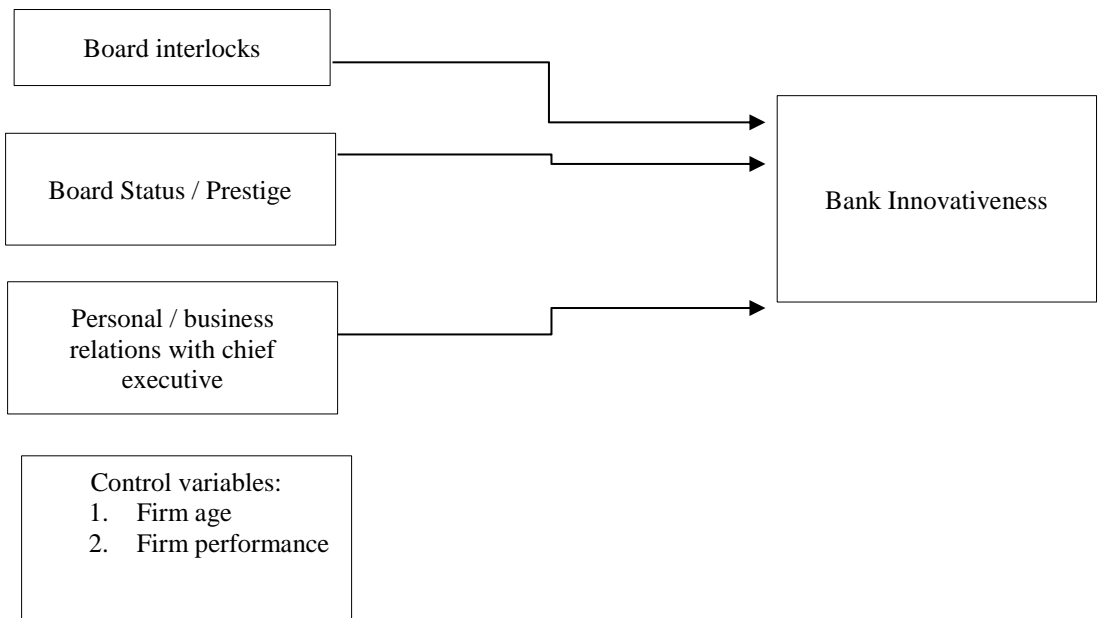 Board interlocks
Board Status / Prestige
Bank Innovativeness
Personal / business
relations with chief
executive
Control variables:
1. Firm age
2. Firm performance